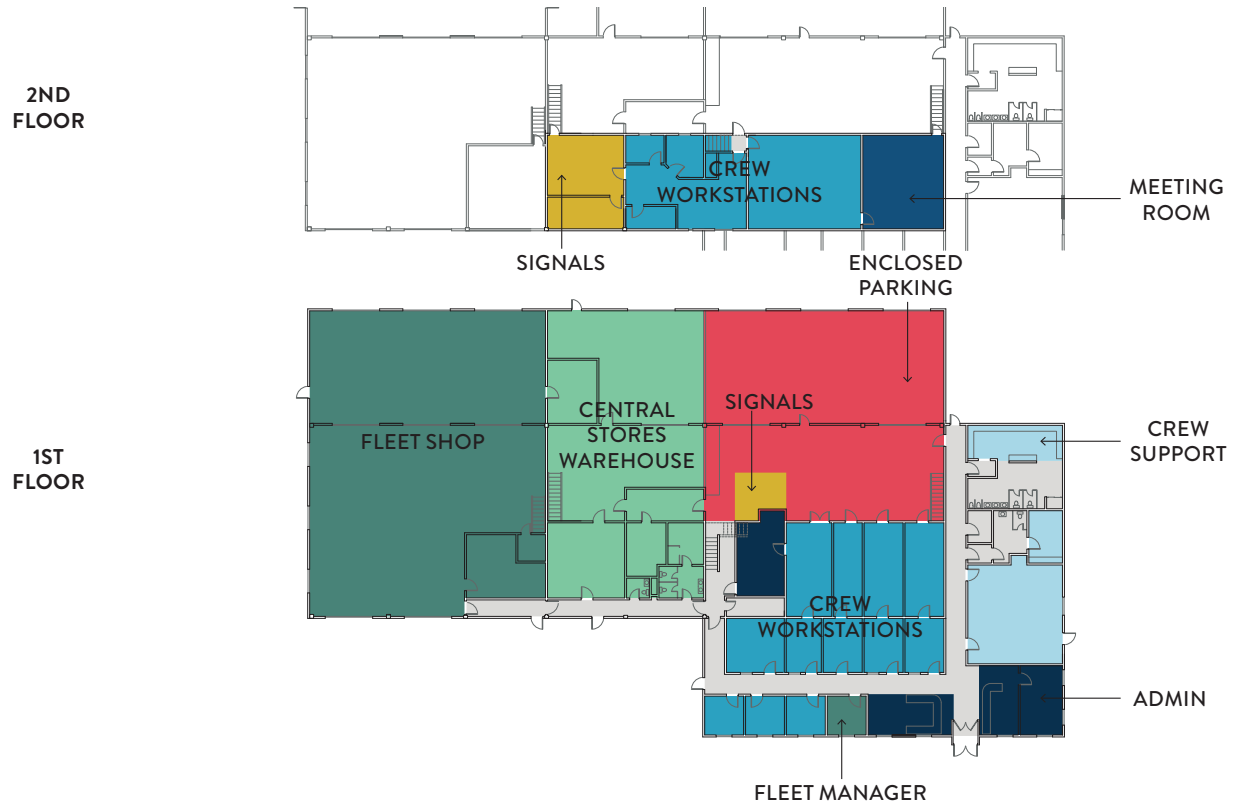 2ND
FLOOR
CREW
WORKSTATIONS
MEETING
ROOM
SIGNALS
ENCLOSED
PARKING
1ST
FLOOR
FLEET SHOP
CENTRAL
STORES
WAREHOUSE
SIGNALS
CREW
SUPPORT
CREW
WORKSTATIONS
ADMIN
FLEET MANAGER